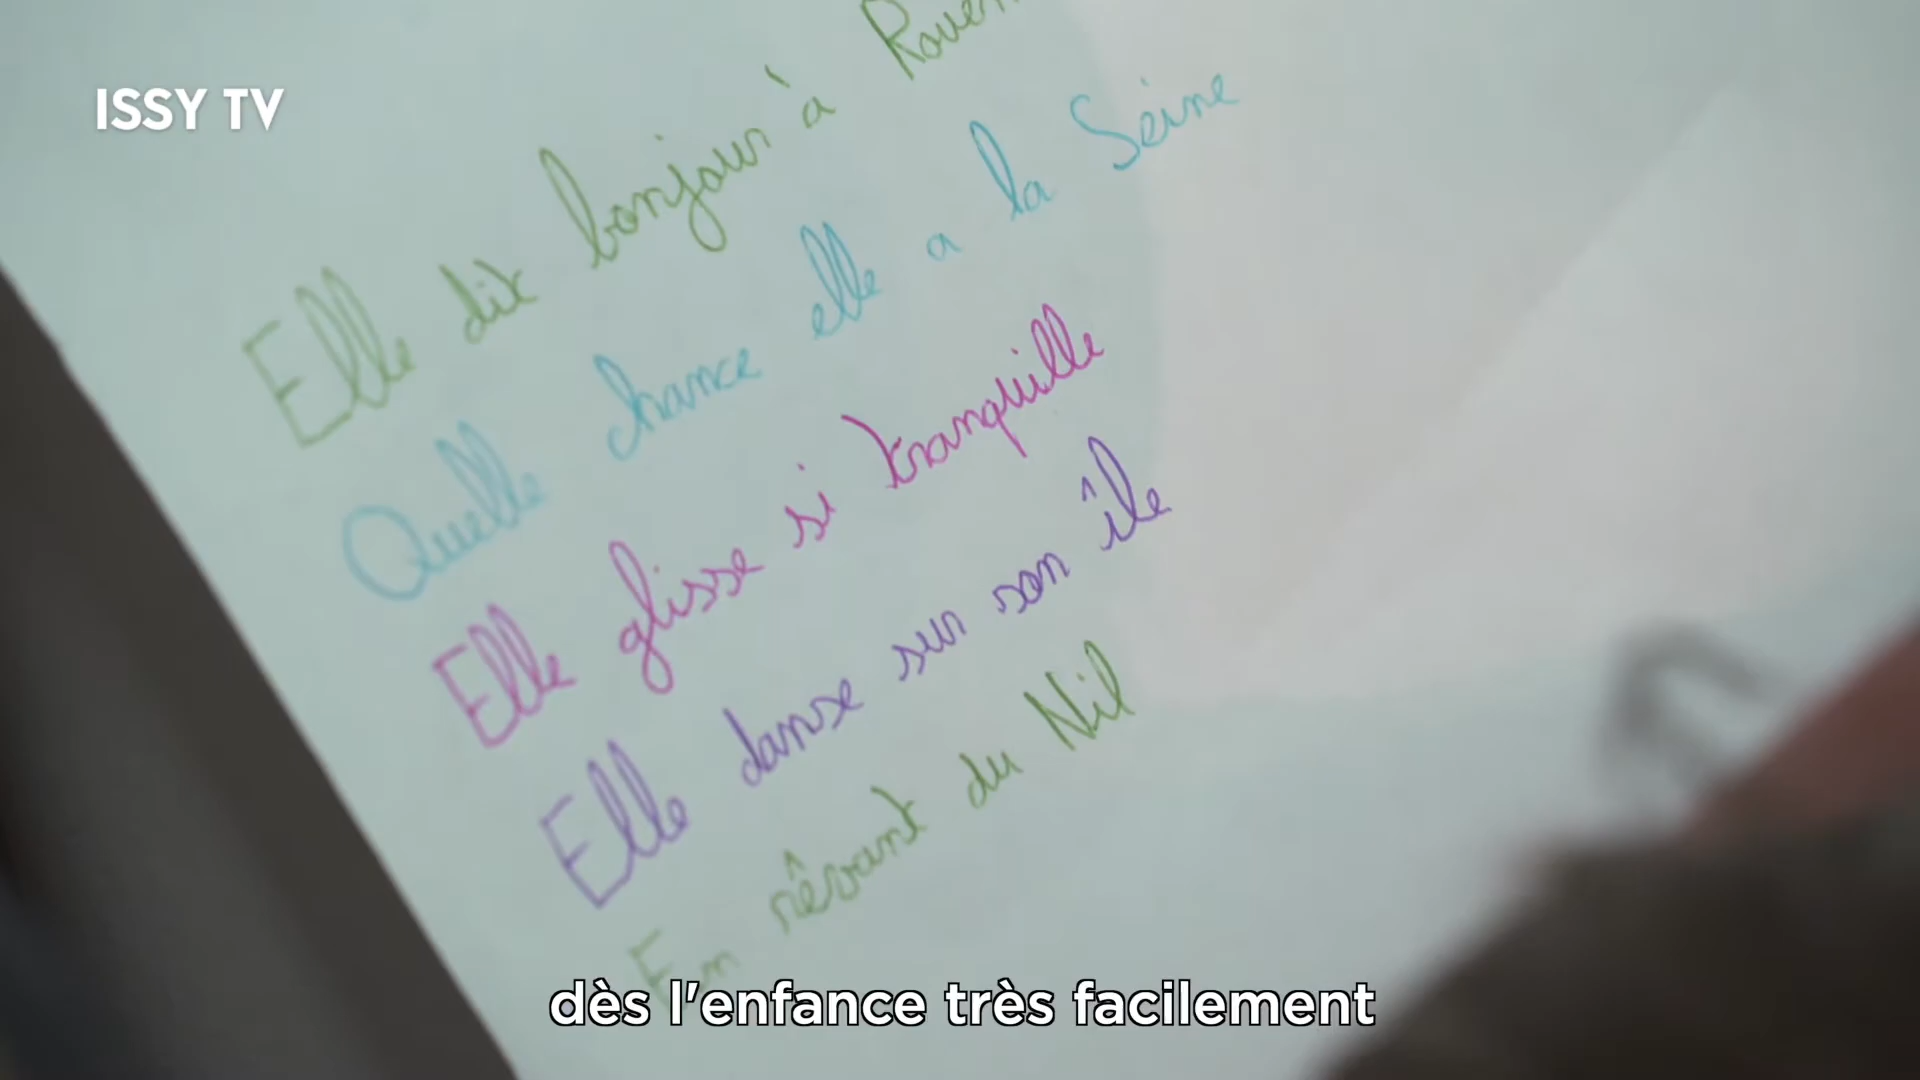 ISSY TV
Elle dit bonjour à Rouen
Quelle chance elle a la Seine
Elle glisse si tranquille
Elle danse sur son île
En rêvant du Nil
dès l'enfance très facilement